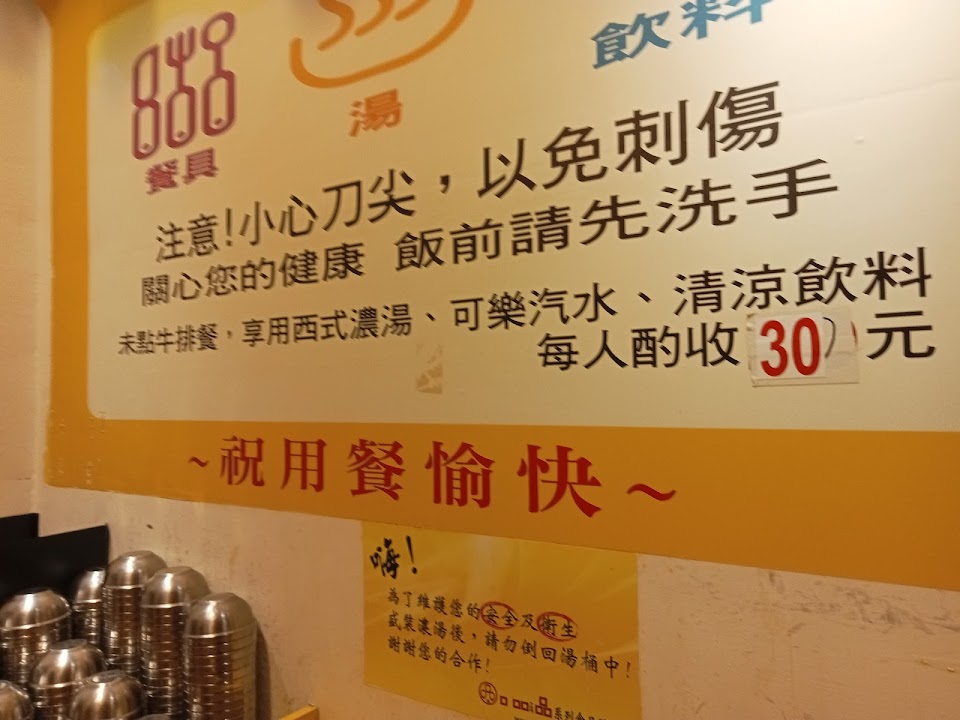 餐具
湯
飲料
注意!小心刀尖，以免刺傷
關心您的健康 飯前請先洗手
未點牛排餐，享用西式濃湯、可樂汽水、清涼飲料
每人酌收 30 元
~祝用餐愉快~
嗨!
為了維護您的安全及衛生
盛裝濃湯後，請勿倒回湯桶中!
謝謝您的合作!